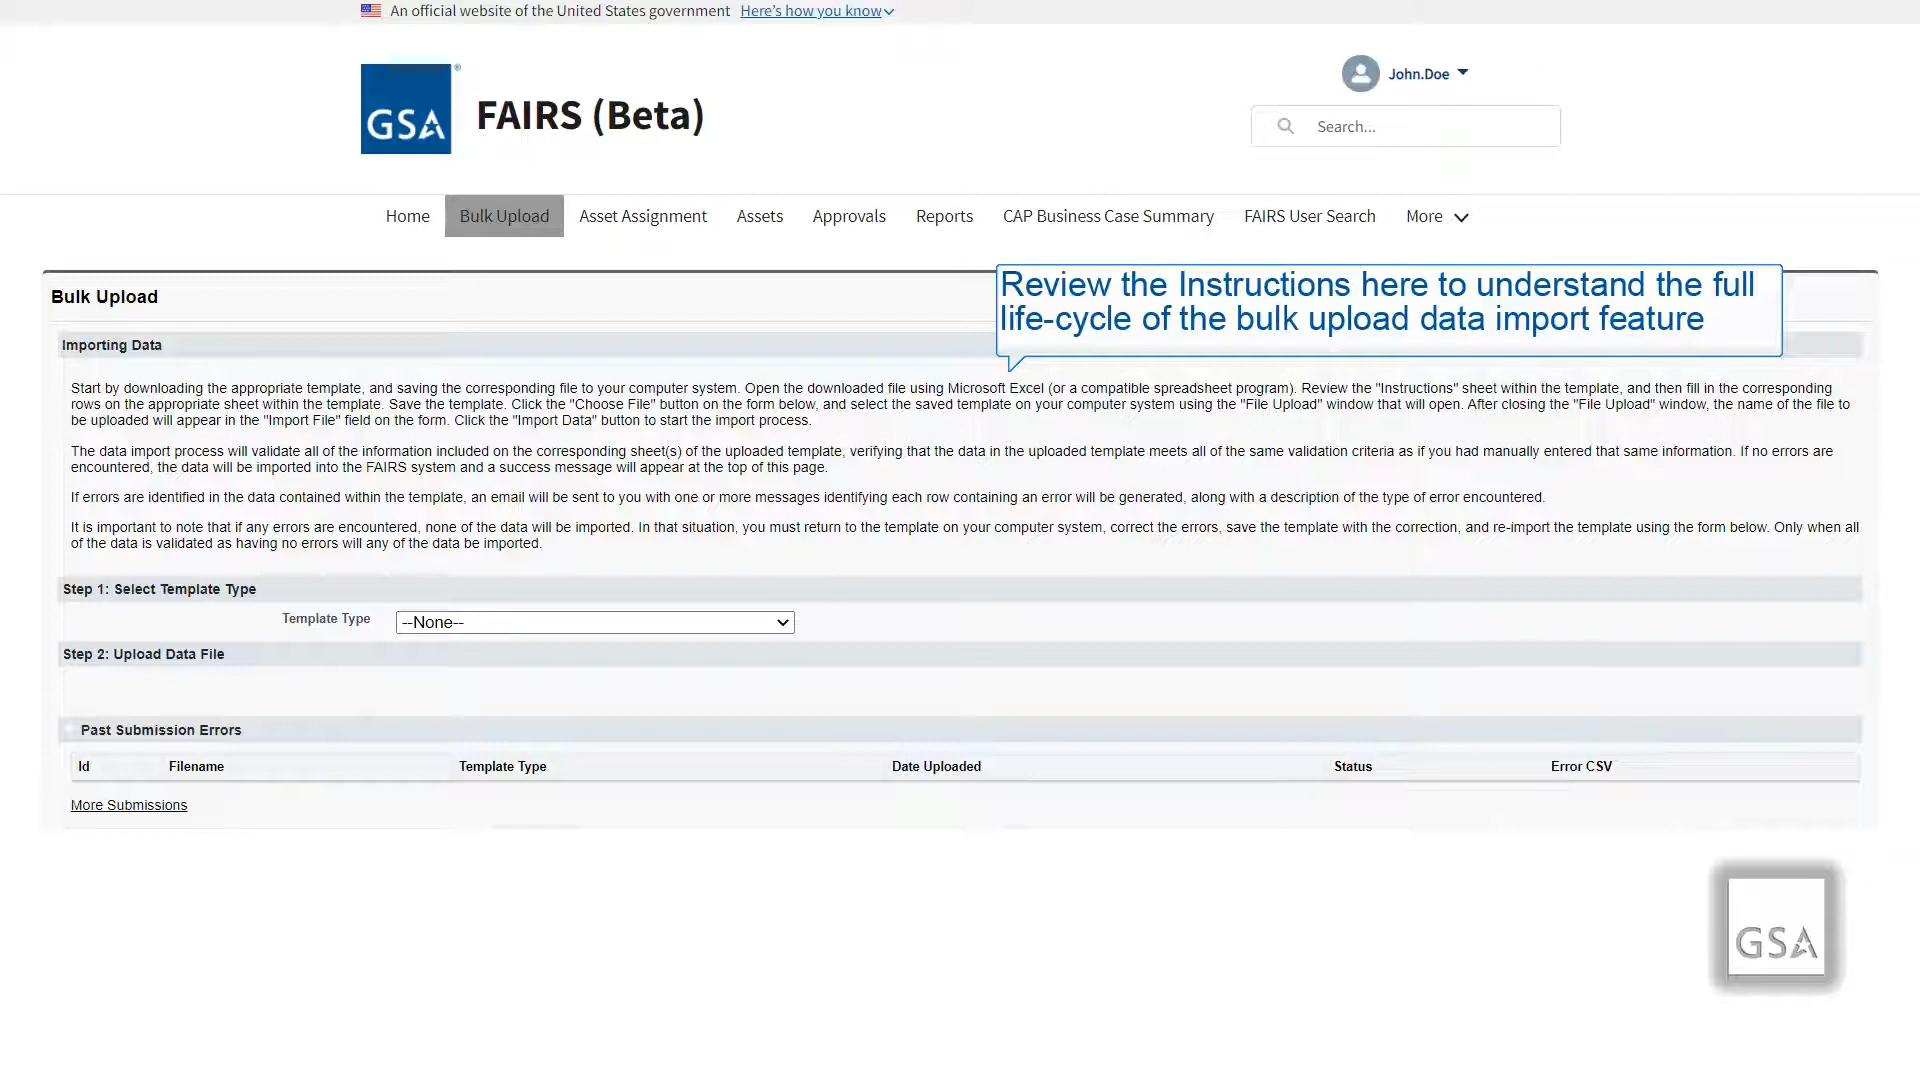 An official website of the United States government Here's how you know
GSA
®
FAIRS (Beta)
John.Doe
Search...
Home Bulk Upload Asset Assignment Assets Approvals Reports CAP Business Case Summary FAIRS User Search More
Review the Instructions here to understand the full
life-cycle of the bulk upload data import feature
Bulk Upload
Importing Data
Start by downloading the appropriate template, and saving the corresponding file to your computer system. Open the downloaded file using Microsoft Excel (or a compatible spreadsheet program). Review the "Instructions" sheet within the template, and then fill in the corresponding
rows on the appropriate sheet within the template. Save the template. Click the "Choose File" button on the form below, and select the saved template on your computer system using the "File Upload" window that will open. After closing the "File Upload" window, the name of the file to
be uploaded will appear in the "Import File" field on the form. Click the "Import Data" button to start the import process.
The data import process will validate all of the information included on the corresponding sheet(s) of the uploaded template, verifying that the data in the uploaded template meets all of the same validation criteria as if you had manually entered that same information. If no errors are
encountered, the data will be imported into the FAIRS system and a success message will appear at the top of this page.
If errors are identified in the data contained within the template, an email will be sent to you with one or more messages identifying each row containing an error will be generated, along with a description of the type of error encountered.
It is important to note that if any errors are encountered, none of the data will be imported. In that situation, you must return to the template on your computer system, correct the errors, save the template with the correction, and re-import the template using the form below. Only when all
of the data is validated as having no errors will any of the data be imported.
Step 1: Select Template Type
Template Type --None--
Step 2: Upload Data File
Past Submission Errors
Id Filename Template Type Date Uploaded Status Error CSV
More Submissions
GSA